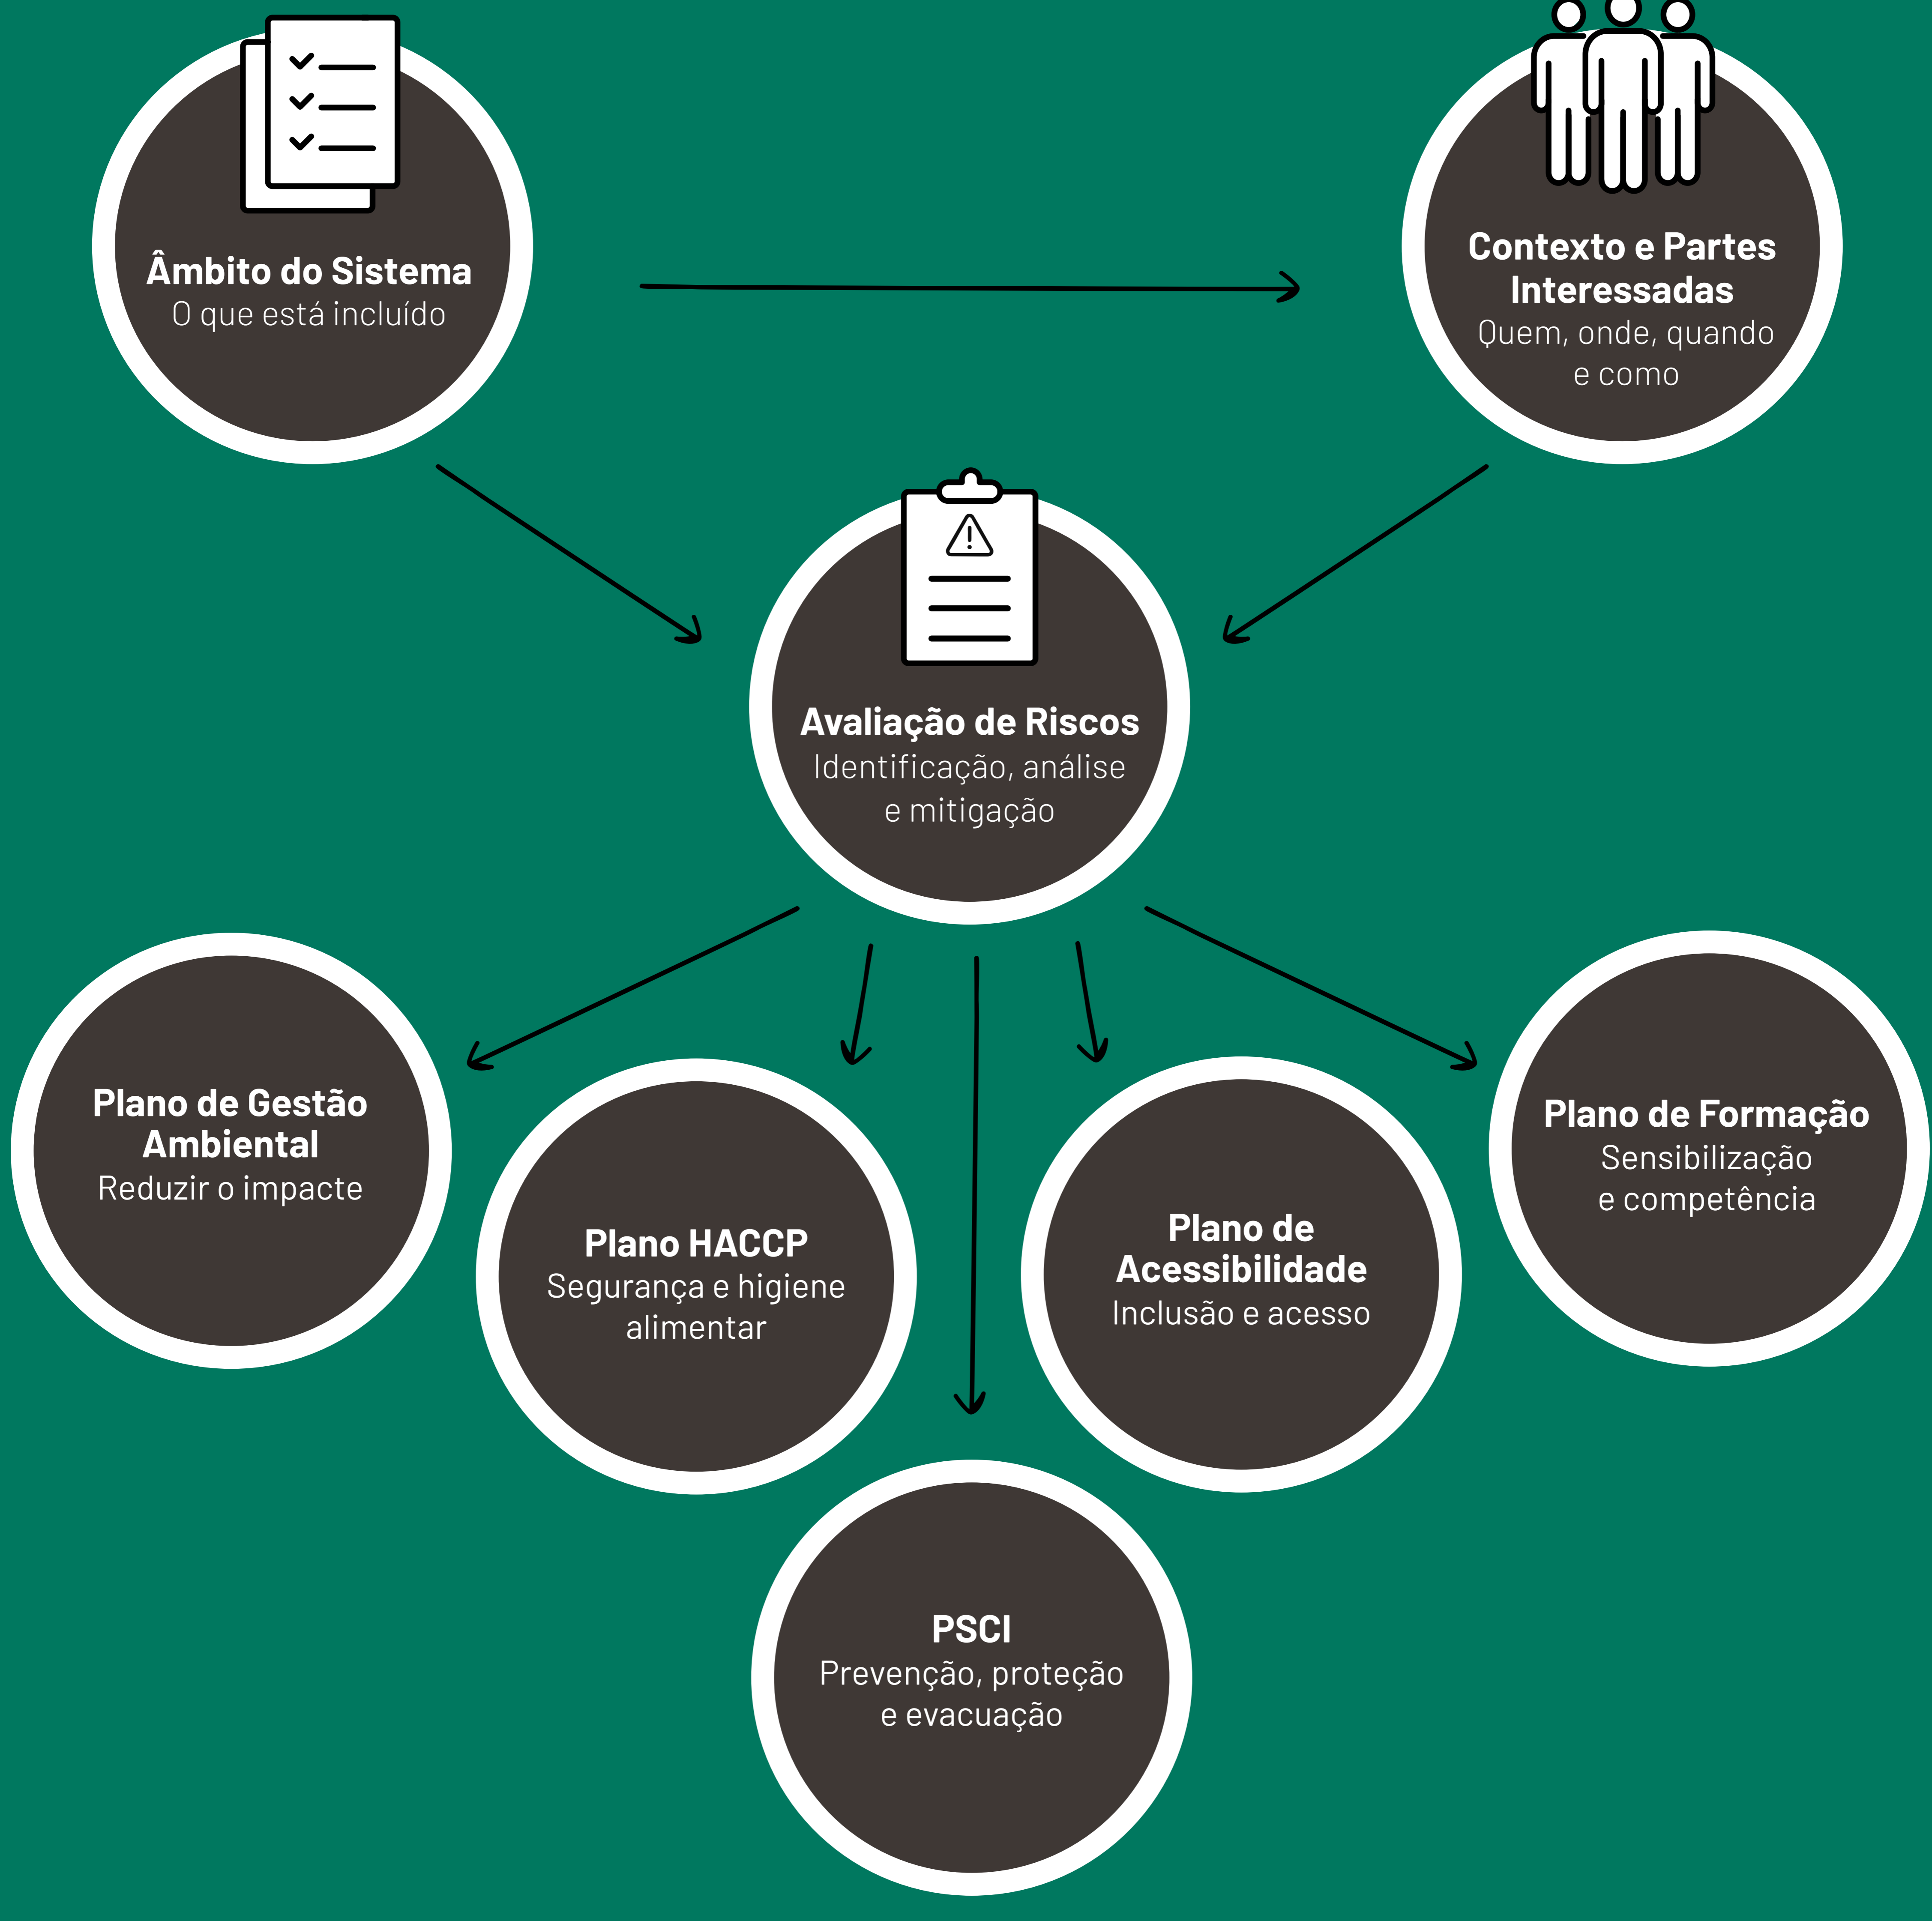 Âmbito do Sistema
O que está incluído
Contexto e Partes
Interessadas
Quem, onde, quando
e como
Avaliação de Riscos
Identificação, análise
e mitigação
Plano de Gestão
Ambiental
Reduzir o impacte
Plano HACCP
Segurança e higiene
alimentar
Plano de
Acessibilidade
Inclusão e acesso
Plano de Formação
Sensibilização
e competência
PSCI
Prevenção, proteção
e evacuação